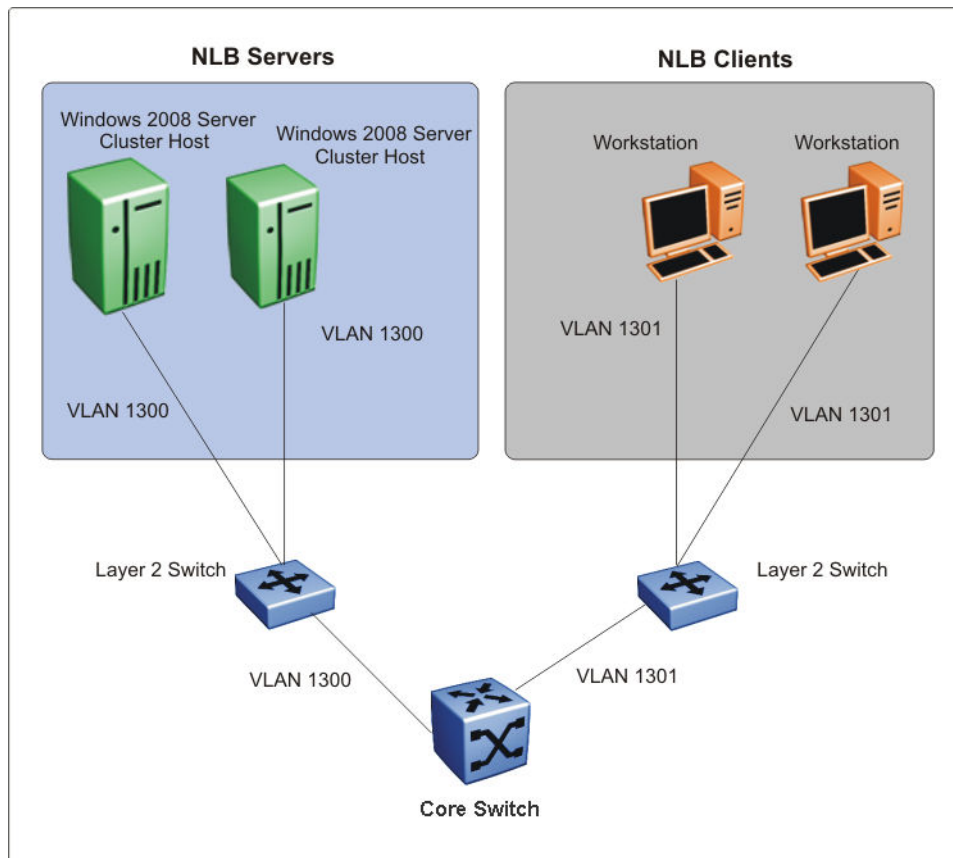 NLB Servers
NLB Clients
Windows 2008 Server
Cluster Host
Windows 2008 Server
Cluster Host
Workstation
Workstation
VLAN 1300
VLAN 1301
VLAN 1300
VLAN 1301
Layer 2 Switch
Layer 2 Switch
VLAN 1300
VLAN 1301
Core Switch